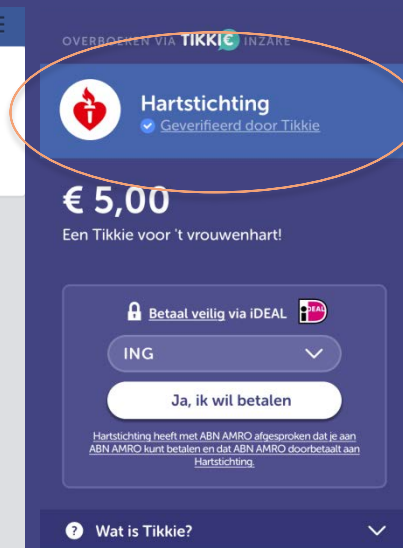 OVERBOEKEN VIA TIKKIE INZAKE
Hartstichting
Geverifieerd door Tikkie
€ 5,00
Een Tikkie voor 't vrouwenhart!
Betaal veilig via iDEAL iDEAL
ING
Ja, ik wil betalen
Hartstichting heeft met ABN AMRO afgesproken dat je aan
ABN AMRO kunt betalen en dat ABN AMRO doorbetaalt aan
Hartstichting.
? Wat is Tikkie?